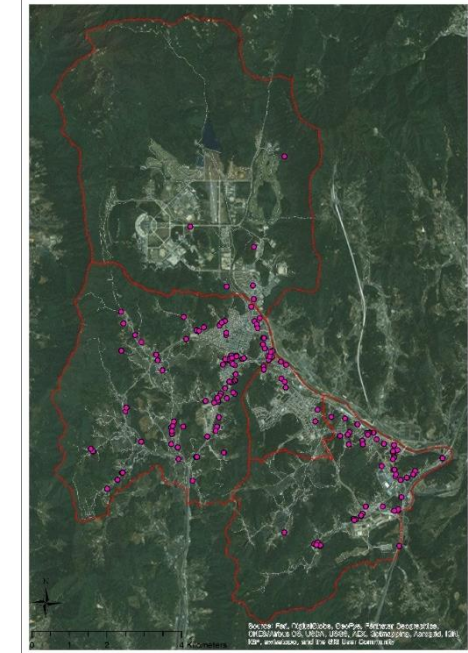 N
4 Kilometers
Source: Esri, DigitalGlobe, GeoEye, Earthstar Geographics,
CNES/Airbus DS, USDA, USGS, AEX, Getmapping, Aerogrid, IGN,
IGP, swisstopo, and the GIS User Community